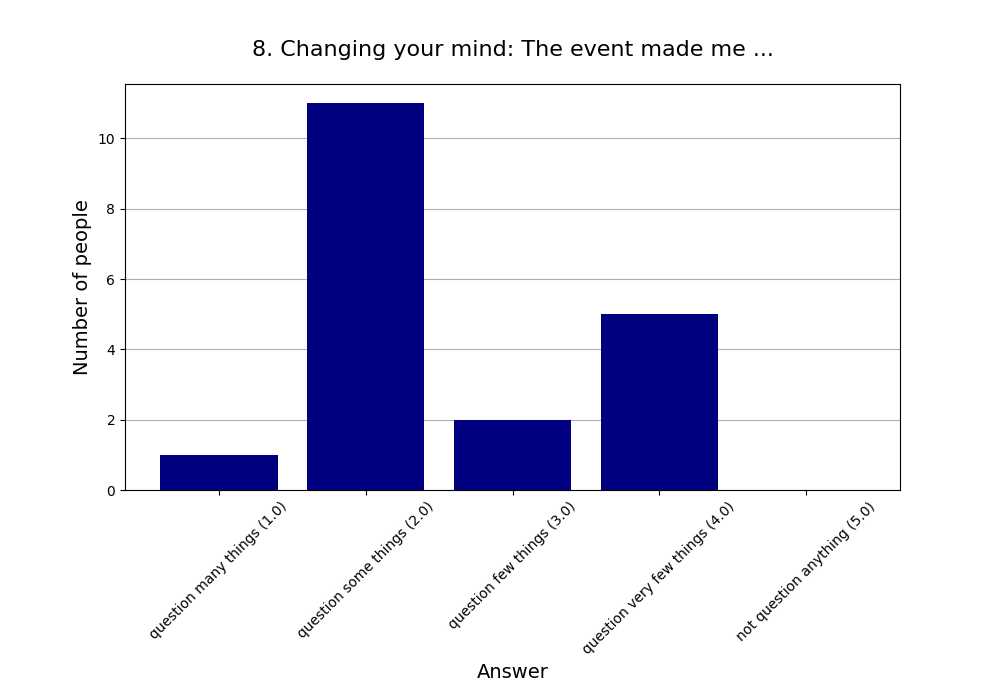 8. Changing your mind: The event made me ...
Number of people
10
8
6
4
2
0
question many things (1.0)
question some things (2.0)
question few things (3.0)
question very few things (4.0)
not question anything (5.0)
Answer